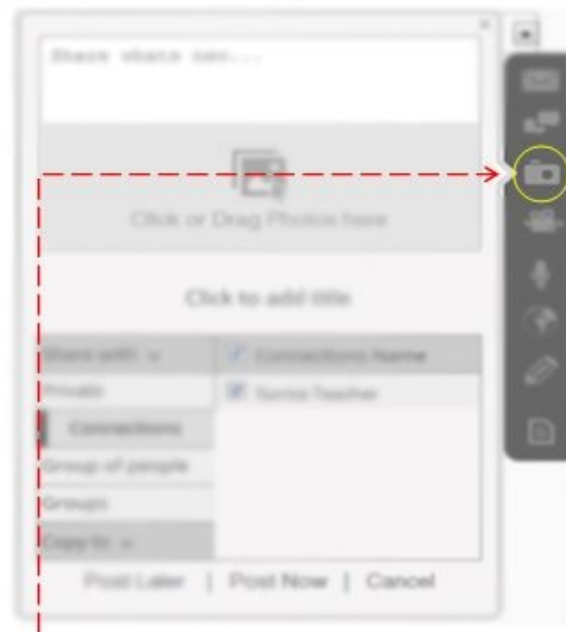 Share whats new...
Click or Drag Photos here
Click to add title
Share with
Connections Name
Private
Teacher
Connections
Group of people
Groups
Copy to
Post Later | Post Now | Cancel